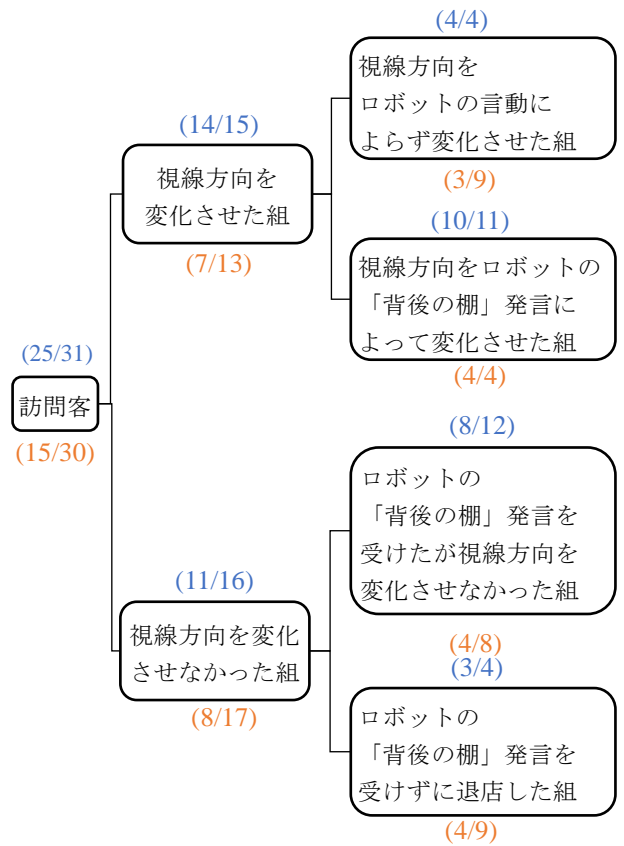 (4/4)
視線方向を
ロボットの言動に
よらず変化させた組
(3/9)
(14/15)
視線方向を
変化させた組
(7/13)
(10/11)
視線方向をロボットの
「背後の棚」発言に
よって変化させた組
(4/4)
(25/31)
訪問客
(15/30)
(8/12)
ロボットの
「背後の棚」発言を
受けたが視線方向を
変化させなかった組
(4/8)
(11/16)
視線方向を変化
させなかった組
(8/17)
(3/4)
ロボットの
「背後の棚」発言を
受けずに退店した組
(4/9)